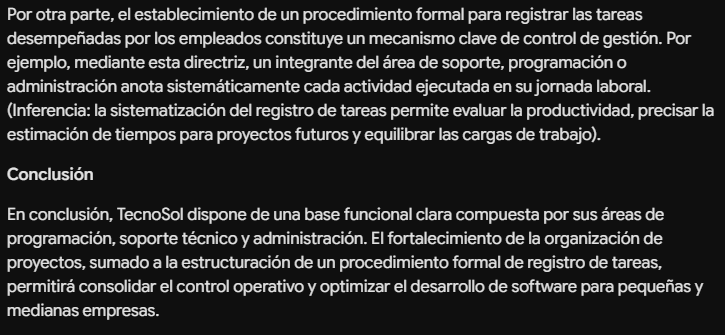 Por otra parte, el establecimiento de un procedimiento formal para registrar las tareas
desempeñadas por los empleados constituye un mecanismo clave de control de gestión. Por
ejemplo, mediante esta directriz, un integrante del área de soporte, programación o
administración anota sistemáticamente cada actividad ejecutada en su jornada laboral.
(Inferencia: la sistematización del registro de tareas permite evaluar la productividad, precisar la
estimación de tiempos para proyectos futuros y equilibrar las cargas de trabajo).
Conclusión
En conclusión, TecnoSol dispone de una base funcional clara compuesta por sus áreas de
programación, soporte técnico y administración. El fortalecimiento de la organización de
proyectos, sumado a la estructuración de un procedimiento formal de registro de tareas,
permitirá consolidar el control operativo y optimizar el desarrollo de software para pequeñas y
medianas empresas.